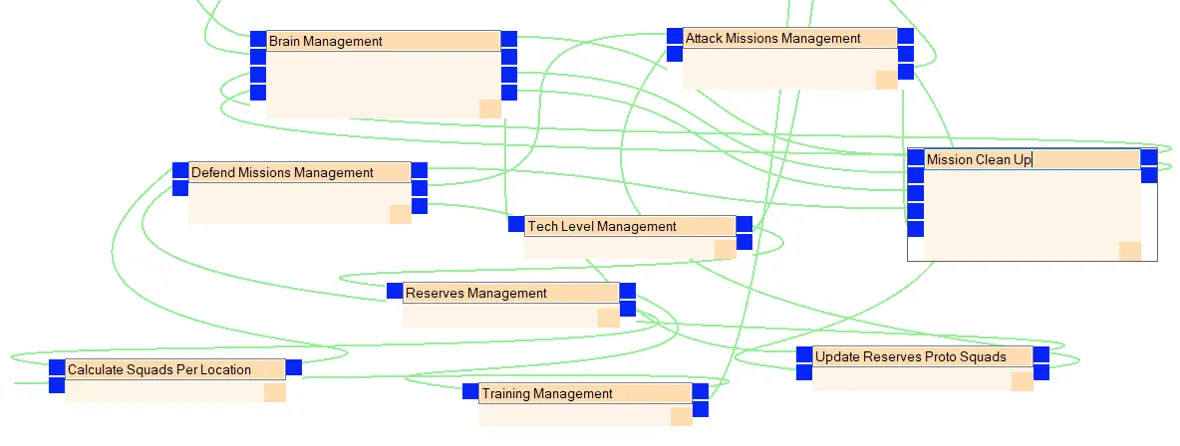 Brain Management
Attack Missions Management
Mission Clean Up
Defend Missions Management
Tech Level Management
Reserves Management
Update Reserves Proto Squads
Calculate Squads Per Location
Training Management